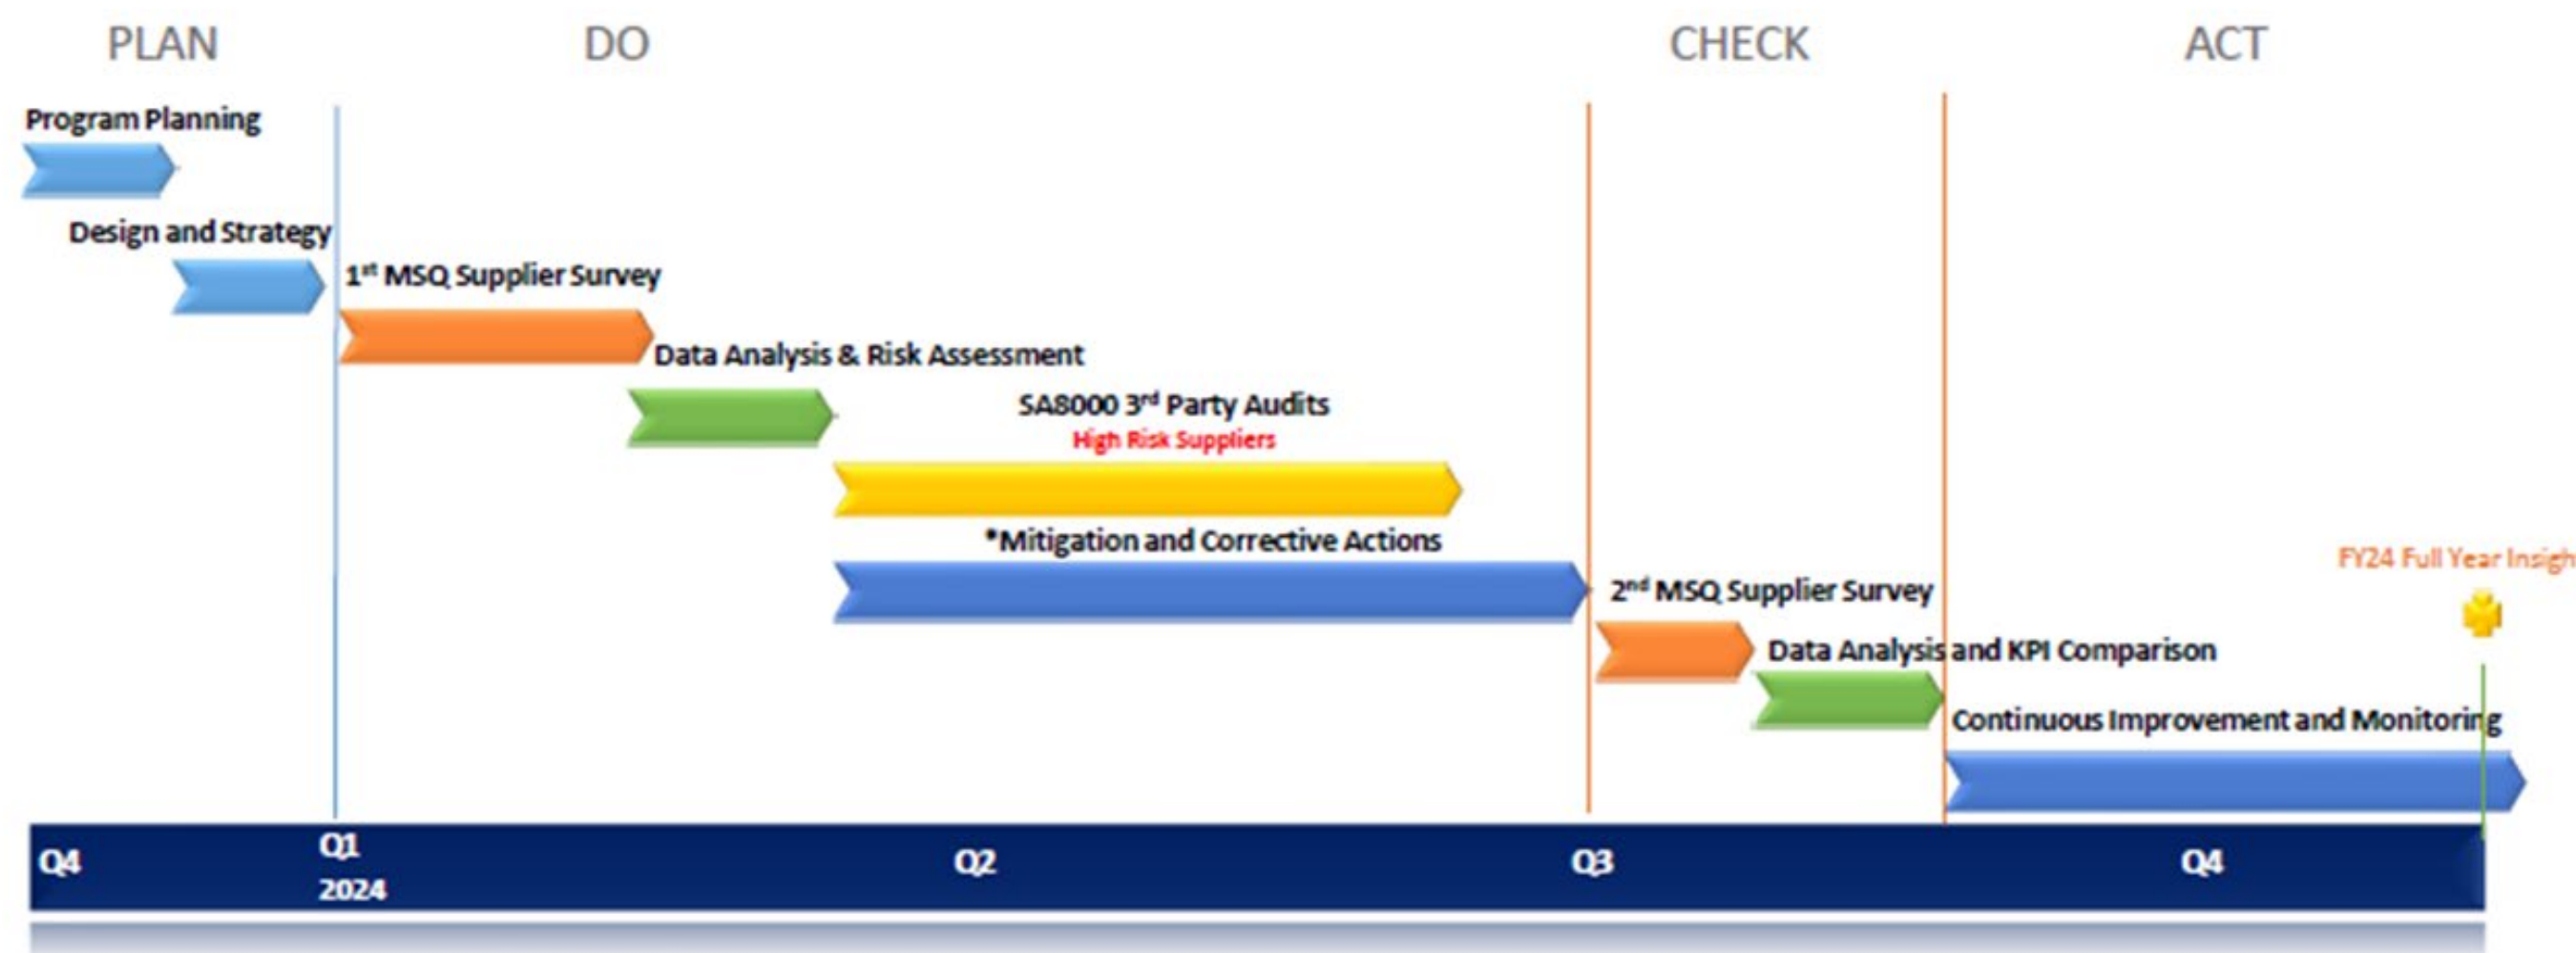 PLAN
DO
CHECK
ACT
Program Planning
Design and Strategy
1st MSQ Supplier Survey
Data Analysis & Risk Assessment
SA8000 3rd Party Audits
High Risk Suppliers
*Mitigation and Corrective Actions
FY24 Full Year Insigh
2nd MSQ Supplier Survey
Data Analysis and KPI Comparison
Continuous Improvement and Monitoring
Q4
Q1
2024
Q2
Q3
Q4